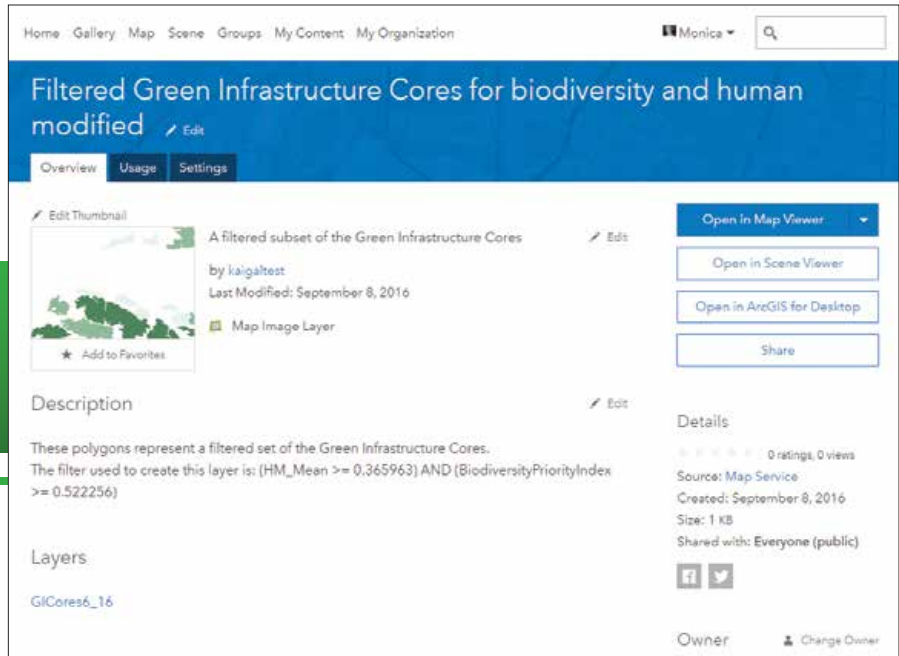 Home Gallery Map Scene Groups My Content My Organization
Monica
Filtered Green Infrastructure Cores for biodiversity and human
modified Edit
Overview Usage Settings
Edit Thumbnail
A filtered subset of the Green Infrastructure Cores Edit
by kaigaltest
Last Modified: September 8, 2016
Map Image Layer
Add to Favorites
Open in Map Viewer
Open in Scene Viewer
Open in ArcGIS for Desktop
Share
Description Edit
These polygons represent a filtered set of the Green Infrastructure Cores.
The filter used to create this layer is: (HM_Mean >= 0.365963) AND (BiodiversityPriorityIndex
>= 0.522256)
Layers
GICores6_16
Details
0 ratings, 0 views
Source: Map Service
Created: September 8, 2016
Size: 1 KB
Shared with: Everyone (public)
Owner Change Owner